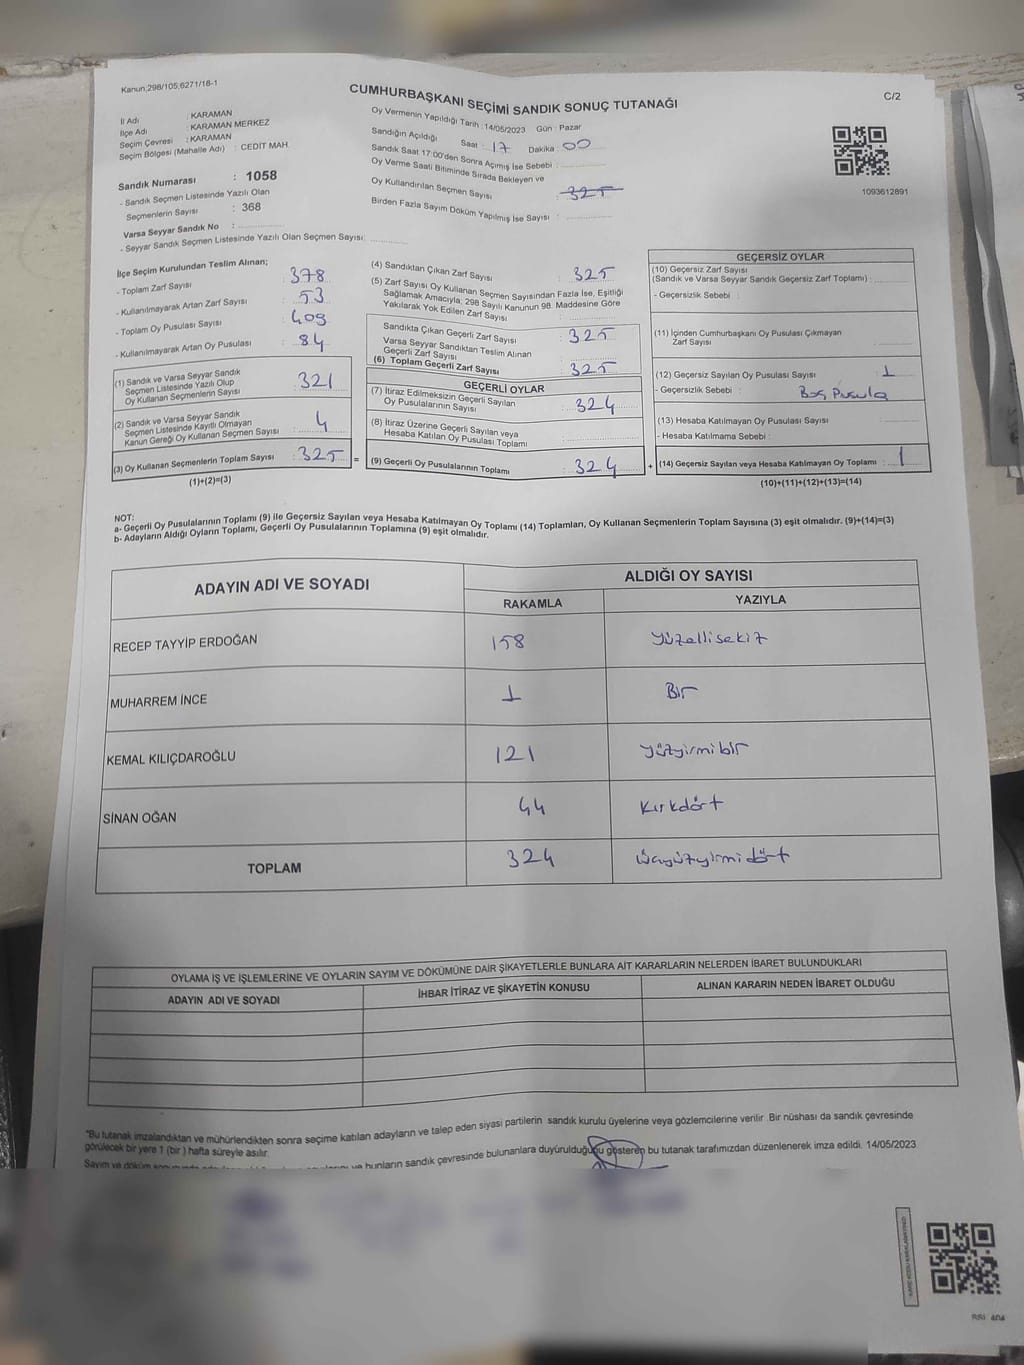 Kanun,298/105,6271/18-1
CUMHURBAŞKANI SEÇİMİ SANDIK SONUÇ TUTANAĞI
C/2
İl Adı : KARAMAN
İlçe Adı : KARAMAN MERKEZ
Seçim Çevresi : KARAMAN
Seçim Bölgesi (Mahalle Adı) : CEDİT MAH.
Sandık Numarası : 1058
- Sandık Seçmen Listesinde Yazılı Olan
Seçmenlerin Sayısı : 368
Varsa Seyyar Sandık No :
- Seyyar Sandık Seçmen Listesinde Yazılı Olan Seçmen Sayısı:
Oy Vermenin Yapıldığı Tarih :14/05/2023 Gün : Pazar
Sandığın Açıldığı Saat : 17 Dakika : 00
Sandık Saat 17:00'den Sonra Açımış İse Sebebi :
Oy Verme Saati Bitiminde Sırada Bekleyen ve
Oy Kullandırılan Seçmen Sayısı : 325
Birden Fazla Sayım Döküm Yapılmış İse Sayısı :
1093612891
İlçe Seçim Kurulundan Teslim Alınan;
- Toplam Zarf Sayısı : 378
- Kullanılmayarak Artan Zarf Sayısı : 53
- Toplam Oy Pusulası Sayısı : 409
- Kullanılmayarak Artan Oy Pusulası : 84
(1) Sandık ve Varsa Seyyar Sandık
Seçmen Listesinde Yazılı Olup
Oy Kullanan Seçmenlerin Sayısı : 321
(2) Sandık ve Varsa Seyyar Sandık
Seçmen Listesinde Kayıtlı Olmayan
Kanun Gereği Oy Kullanan Seçmen Sayısı : 4
(3) Oy Kullanan Seçmenlerin Toplam Sayısı : 325 =
(1)+(2)=(3)
(4) Sandıktan Çıkan Zarf Sayısı : 325
(5) Zarf Sayısı Oy Kullanan Seçmen Sayısından Fazla İse, Eşitliği
Sağlamak Amacıyla; 298 Sayılı Kanunun 98. Maddesine Göre
Yakılarak Yok Edilen Zarf Sayısı :
Sandıkta Çıkan Geçerli Zarf Sayısı : 325
Varsa Seyyar Sandıktan Teslim Alınan
Geçerli Zarf Sayısı :
(6) Toplam Geçerli Zarf Sayısı : 325
GEÇERLİ OYLAR
(7) İtiraz Edilmeksizin Geçerli Sayılan
Oy Pusulalarının Sayısı : 324
(8) İtiraz Üzerine Geçerli Sayılan veya
Hesaba Katılan Oy Pusulası Toplamı :
(9) Geçerli Oy Pusulalarının Toplamı : 324 +
GEÇERSİZ OYLAR
(10) Geçersiz Zarf Sayısı
(Sandık ve Varsa Seyyar Sandık Geçersiz Zarf Toplamı) :
- Geçersizlik Sebebi :
(11) İçinden Cumhurbaşkanı Oy Pusulası Çıkmayan
Zarf Sayısı :
(12) Geçersiz Sayılan Oy Pusulası Sayısı : 1
- Geçersizlik Sebebi : Boş Pusula
(13) Hesaba Katılmayan Oy Pusulası Sayısı :
- Hesaba Katılmama Sebebi :
(14) Geçersiz Sayılan veya Hesaba Katılmayan Oy Toplamı : 1
(10)+(11)+(12)+(13)=(14)
NOT:
a- Geçerli Oy Pusulalarının Toplamı (9) ile Geçersiz Sayılan veya Hesaba Katılmayan Oy Toplamı (14) Toplamları, Oy Kullanan Seçmenlerin Toplam Sayısına (3) eşit olmalıdır. (9)+(14)=(3)
b- Adayların Aldığı Oyların Toplamı, Geçerli Oy Pusulalarının Toplamına (9) eşit olmalıdır.
ADAYIN ADI VE SOYADI
ALDIĞI OY SAYISI
RAKAMLA YAZIYLA
RECEP TAYYİP ERDOĞAN 158 Yüzellisekiz
MUHARREM İNCE 1 Bir
KEMAL KILIÇDAROĞLU 121 yüzyirmibir
SİNAN OĞAN 44 Kırkdört
TOPLAM 324 üçyüzyirmidört
OYLAMA İŞ VE İŞLEMLERİNE VE OYLARIN SAYIM VE DÖKÜMÜNE DAİR ŞİKAYETLERLE BUNLARA AİT KARARLARIN NELERDEN İBARET BULUNDUKLARI
ADAYIN ADI VE SOYADI İHBAR İTİRAZ VE ŞİKAYETİN KONUSU ALINAN KARARIN NEDEN İBARET OLDUĞU
*Bu tutanak imzalandıktan ve mühürlendikten sonra seçime katılan adayların ve talep eden siyasi partilerin sandık kurulu üyelerine veya gözlemcilerine verilir. Bir nüshası da sandık çevresinde
görülecek bir yere 1 (bir) hafta süreyle asılır.
Sayım ve döküm ve bunların sandık çevresinde bulunanlara duyurulduğunu gösteren bu tutanak tarafımızdan düzenlenerek imza edildi. 14/05/2023